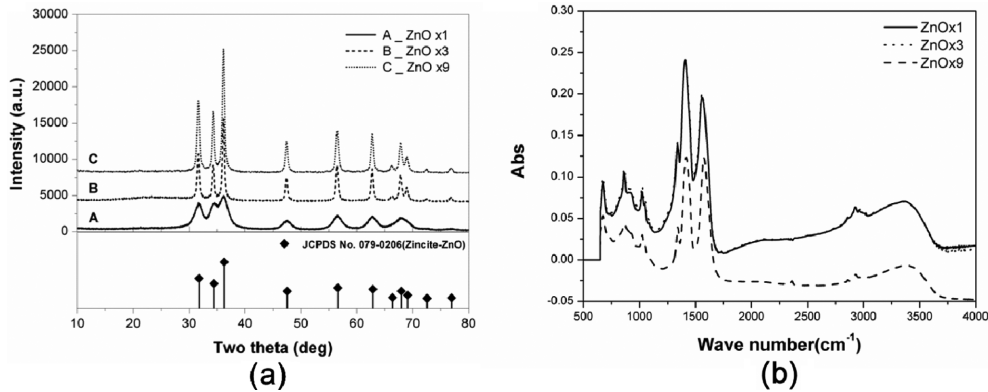 30000
25000
20000
15000
10000
5000
0
Intensity (a.u.)
A _ ZnO x1
B _ ZnO x3
C _ ZnO x9
C
B
A
JCPDS No. 079-0206(Zincite-ZnO)
10 20 30 40 50 60 70 80
Two theta (deg)
(a)
0.30
0.25
0.20
0.15
0.10
0.05
0.00
-0.05
Abs
ZnOx1
ZnOx3
ZnOx9
500 1000 1500 2000 2500 3000 3500 4000
Wave number(cm⁻¹)
(b)